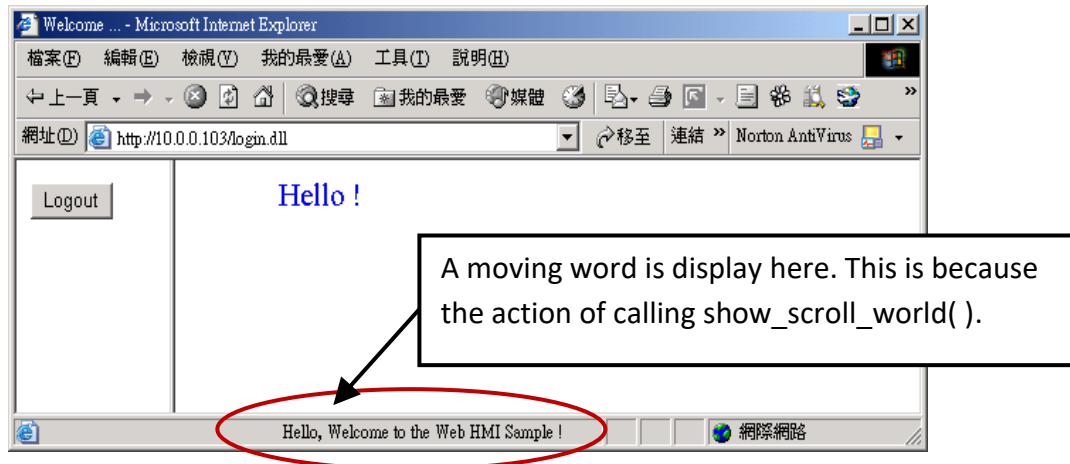 Welcome ... - Microsoft Internet Explorer
檔案(F) 編輯(E) 檢視(V) 我的最愛(A) 工具(T) 說明(H)
上一頁 搜尋 我的最愛 媒體 »
網址(D) http://10.0.0.103/login.dll 移至 連結 » Norton AntiVirus
Logout
Hello !
A moving word is display here. This is because
the action of calling show_scroll_world( ).
Hello, Welcome to the Web HMI Sample ! 網際網路